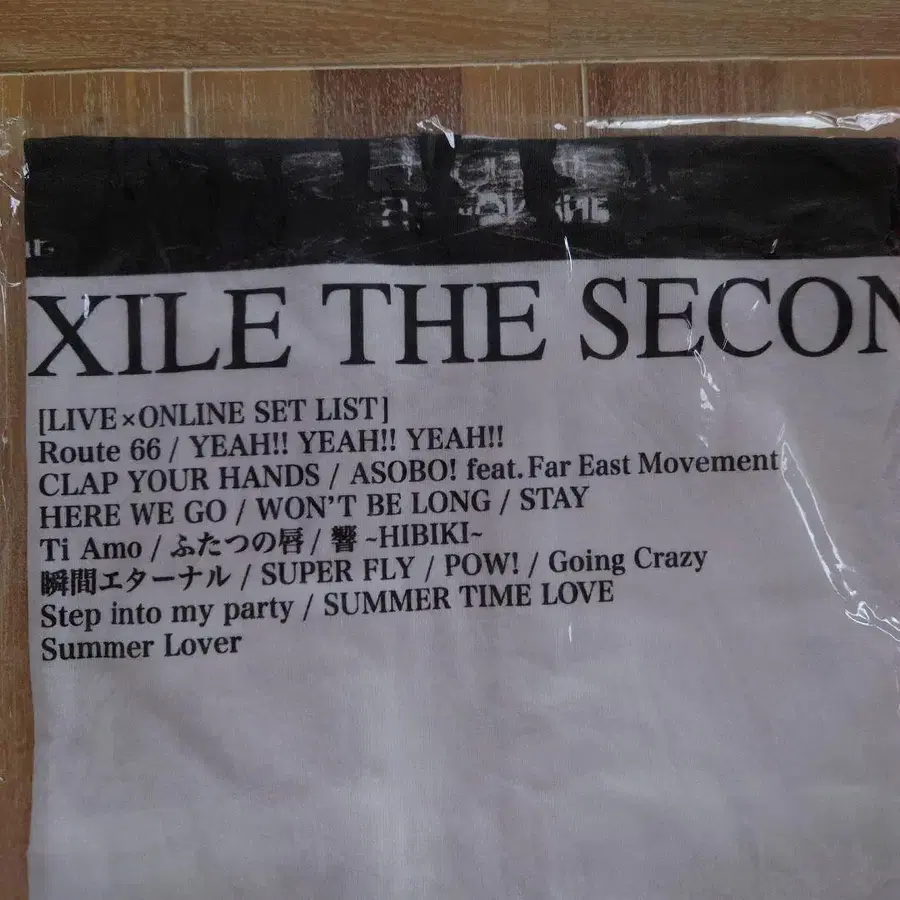 XILE THE SECON
[LIVE×ONLINE SET LIST]
Route 66 / YEAH!! YEAH!! YEAH!!
CLAP YOUR HANDS / ASOBO! feat. Far East Movement
HERE WE GO / WON'T BE LONG / STAY
Ti Amo / ふたつの唇 / 響 ~HIBIKI~
瞬間エターナル / SUPER FLY / POW! / Going Crazy
Step into my party / SUMMER TIME LOVE
Summer Lover